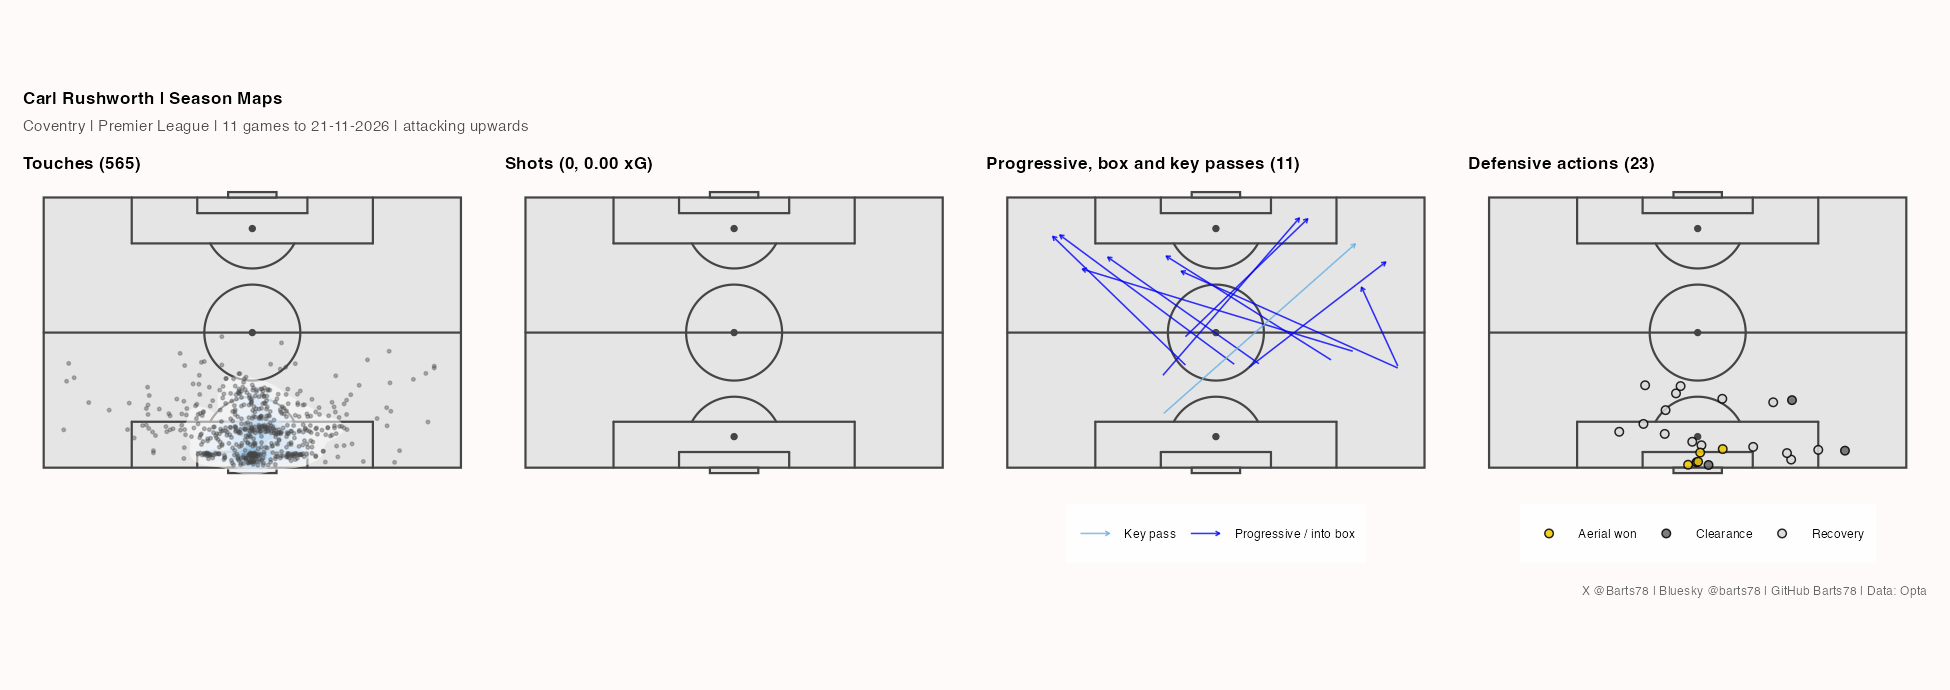 Carl Rushworth | Season Maps
Coventry | Premier League | 11 games to 21-11-2026 | attacking upwards
Touches (565)
Shots (0, 0.00 xG)
Progressive, box and key passes (11)
Defensive actions (23)
Key pass
Progressive / into box
Aerial won
Clearance
Recovery
X @Barts78 | Bluesky @barts78 | GitHub Barts78 | Data: Opta